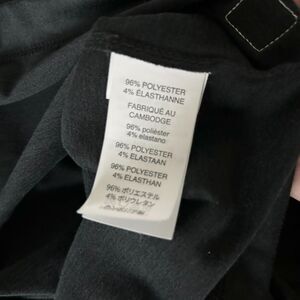 96% POLYESTER
4% ÉLASTHANNE
FABRIQUÉ AU
CAMBODGE
96% poliéster
4% elastano
96% POLYESTER
4% ELASTAAN
96% POLYESTER
4% ELASTHAN
96% ポリエステル
4% ポリウレタン